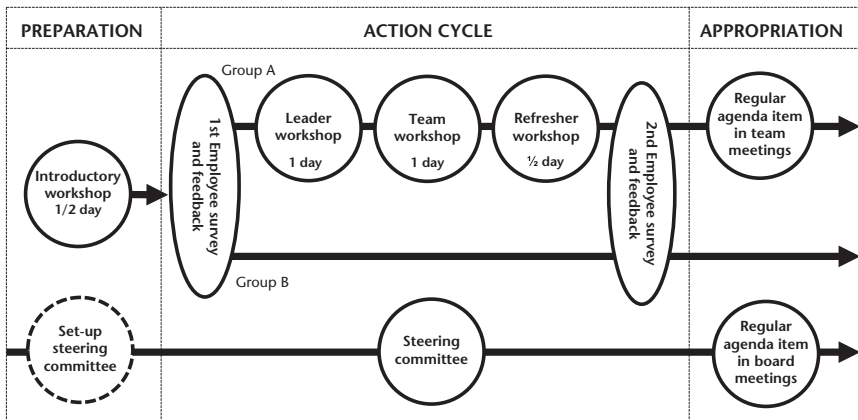 PREPARATION
ACTION CYCLE
APPROPRIATION
Group A
Introductory
workshop
1/2 day
1st Employee survey
and feedback
Leader
workshop
1 day
Team
workshop
1 day
Refresher
workshop
½ day
2nd Employee survey
and feedback
Regular
agenda item
in team
meetings
Group B
Set-up
steering
committee
Steering
committee
Regular
agenda item
in board
meetings